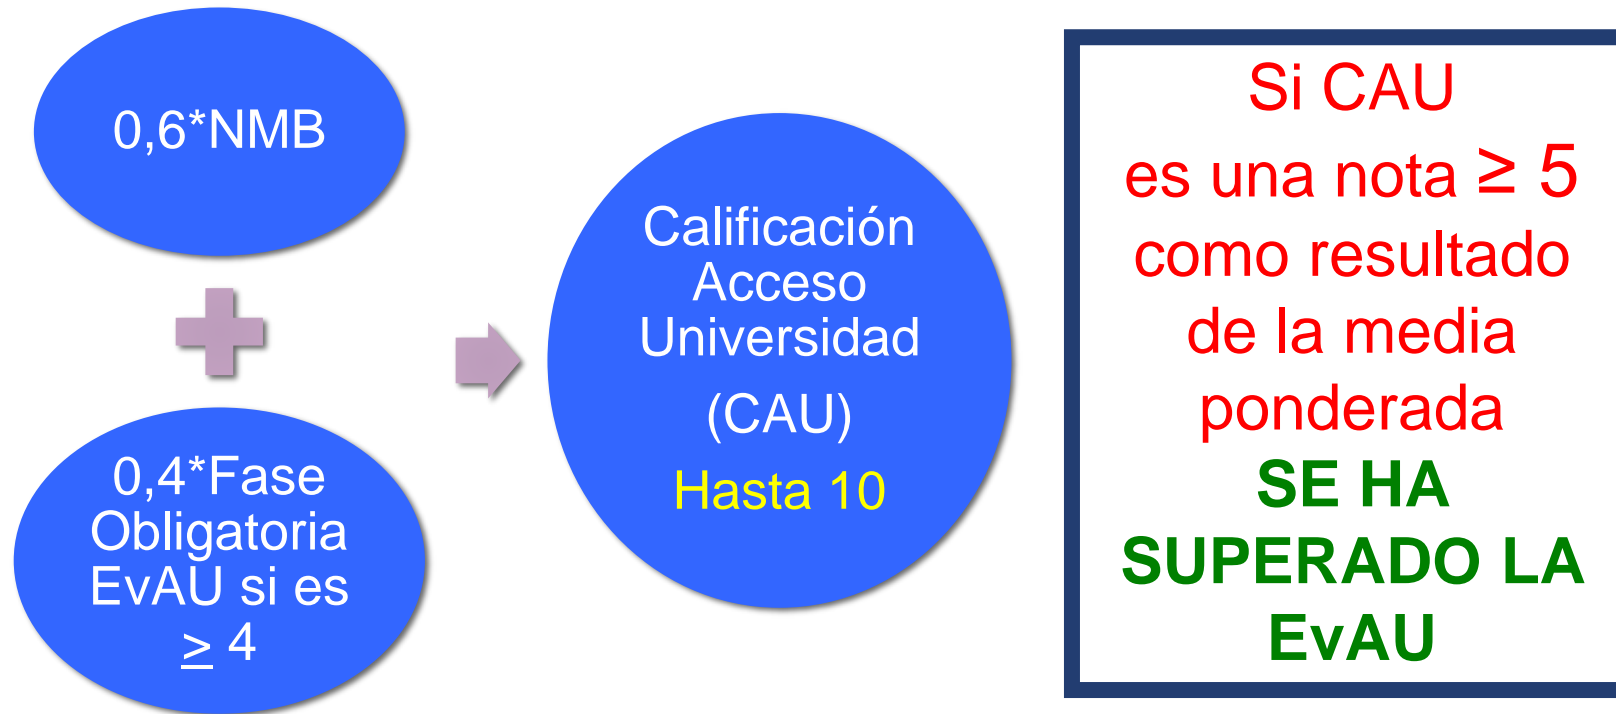 0,6*NMB
0,4*Fase
Obligatoria
EvAU si es
≥ 4
Calificación
Acceso
Universidad
(CAU)
Hasta 10
Si CAU
es una nota ≥ 5
como resultado
de la media
ponderada
SE HA
SUPERADO LA
EvAU